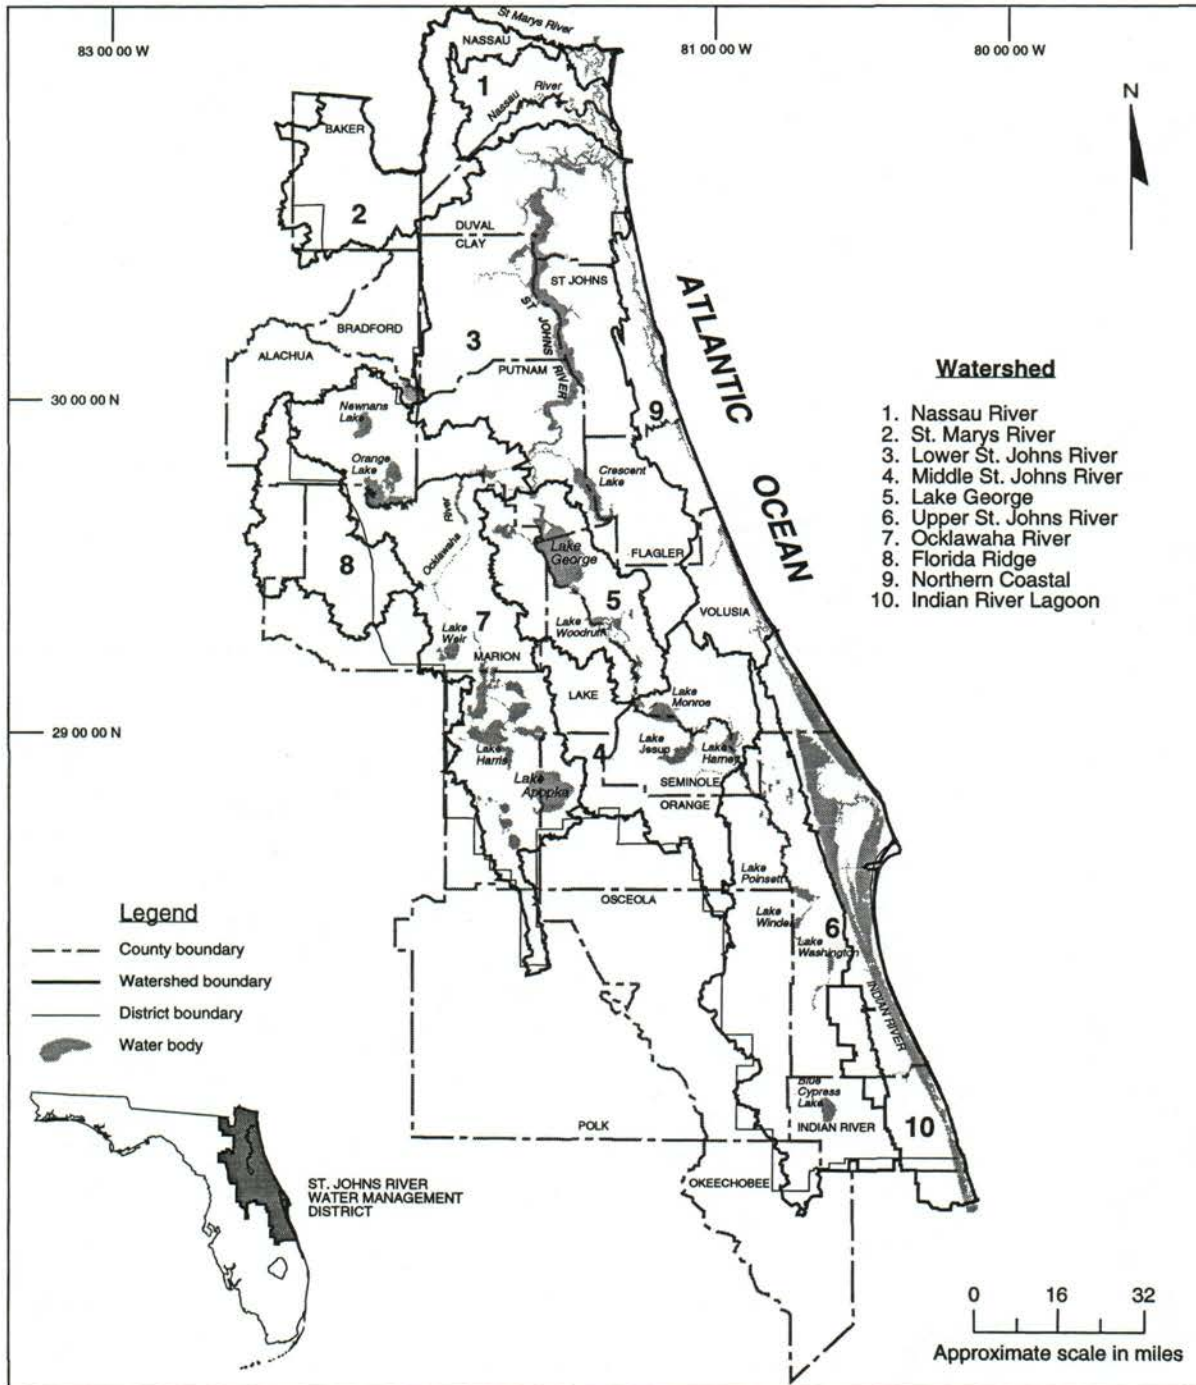 83 00 00 W
81 00 00 W
80 00 00 W
St Marys River
NASSAU
1
Nassau River
N
BAKER
2
DUVAL
CLAY
ST JOHNS
ST JOHNS RIVER
BRADFORD
3
ALACHUA
PUTNAM
ATLANTIC OCEAN
30 00 00 N
Newnans
Lake
9
Orange
Lake
Crescent
Lake
Ocklawaha River
Lake
George
FLAGLER
8
5
VOLUSIA
Lake
Weir
7
Lake
Woodruff
MARION
LAKE
Lake
Monroe
29 00 00 N
Lake
Harris
4
Lake
Jesup
Lake
Harney
Lake
Apopka
SEMINOLE
ORANGE
Lake
Poinsett
OSCEOLA
Lake
Winder
6
Lake
Washington
INDIAN RIVER
Blue
Cypress
Lake
POLK
INDIAN RIVER
10
OKEECHOBEE
Watershed
1. Nassau River
2. St. Marys River
3. Lower St. Johns River
4. Middle St. Johns River
5. Lake George
6. Upper St. Johns River
7. Ocklawaha River
8. Florida Ridge
9. Northern Coastal
10. Indian River Lagoon
Legend
County boundary
Watershed boundary
District boundary
Water body
ST. JOHNS RIVER
WATER MANAGEMENT
DISTRICT
0 16 32
Approximate scale in miles